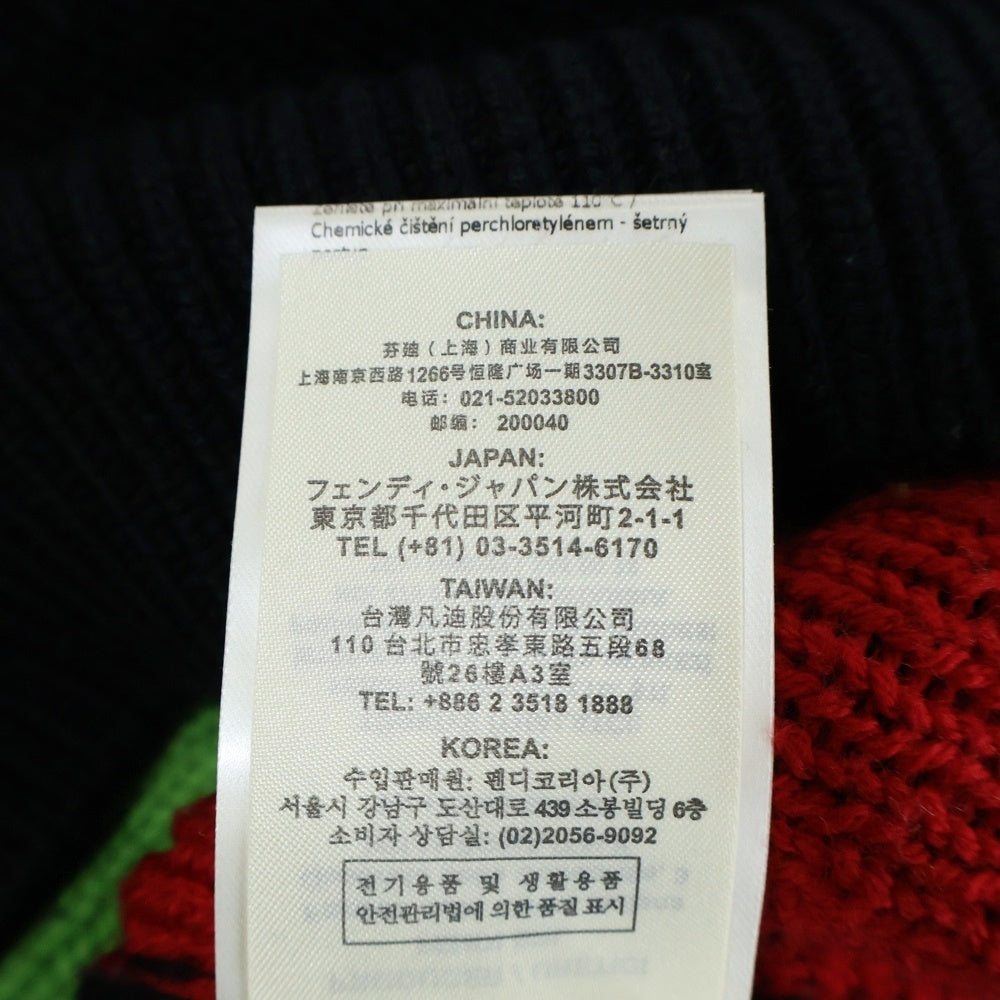 žehlete při maximální teplotě 110°C /
Chemické čištění perchloretylénem - šetrný
CHINA:
芬迪（上海）商业有限公司
上海南京西路1266号恒隆广场一期3307B-3310室
电话：021-52033800
邮编：200040
JAPAN:
フェンディ・ジャパン株式会社
東京都千代田区平河町2-1-1
TEL (+81) 03-3514-6170
TAIWAN:
台灣凡迪股份有限公司
110 台北市忠孝東路五段68
號26樓A3室
TEL: +886 2 3518 1888
KOREA:
수입판매원: 펜디코리아(주)
서울시 강남구 도산대로 439 소봉빌딩 6층
소비자 상담실: (02)2056-9092
전기용품 및 생활용품
안전관리법에 의한 품질표시